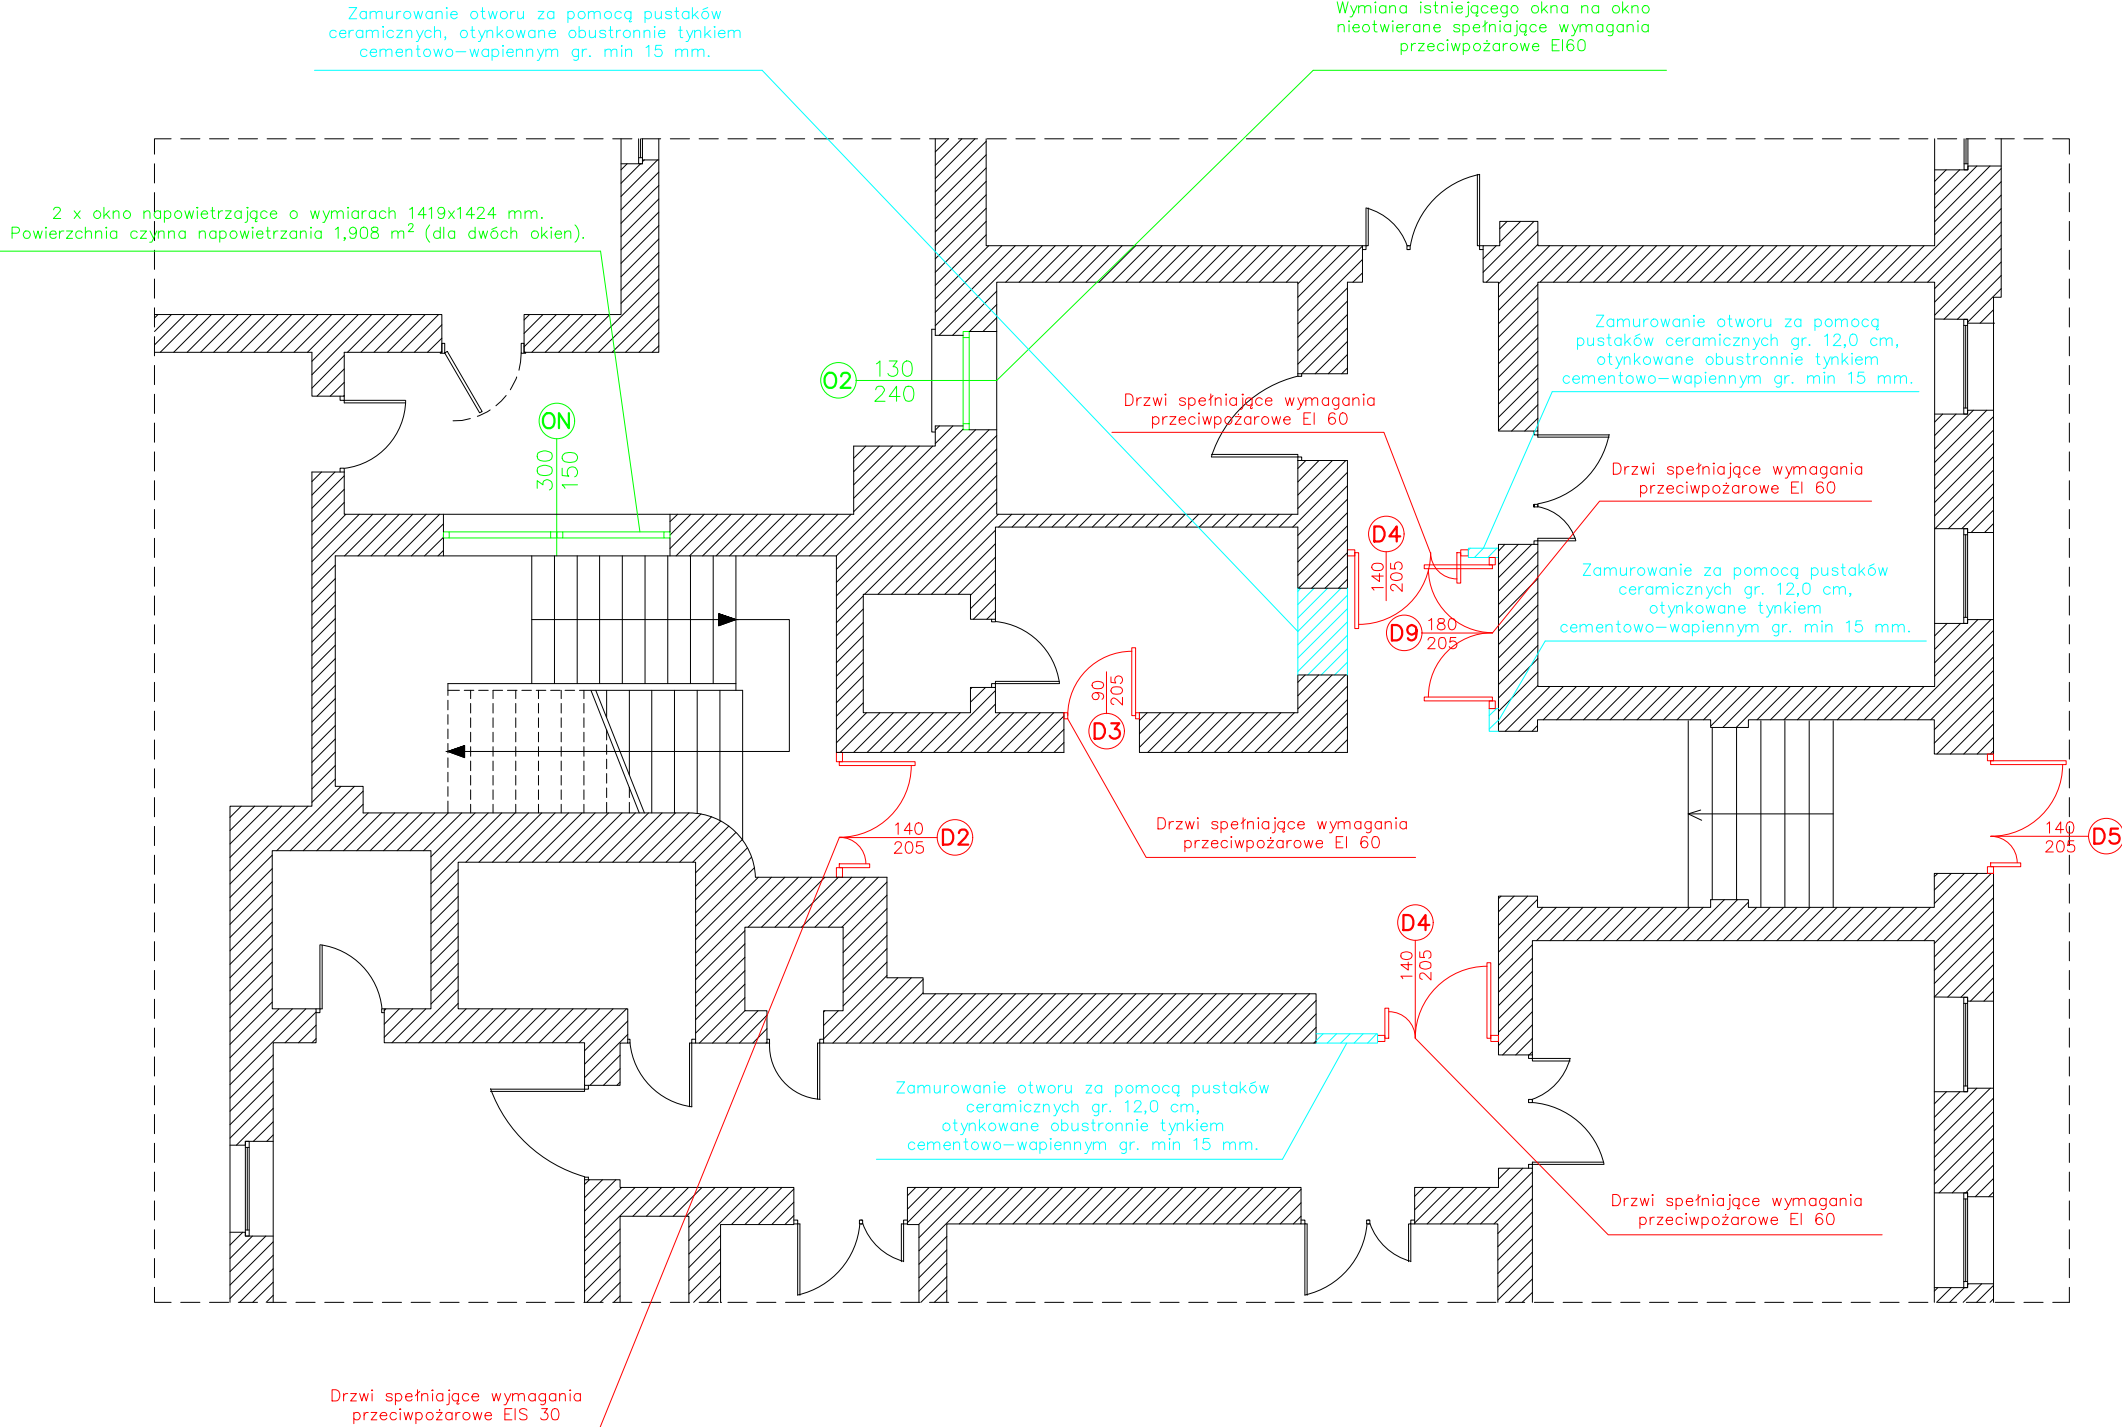 Zamurowanie otworu za pomocą pustaków
ceramicznych, otynkowane obustronnie tynkiem
cementowo-wapiennym gr. min 15 mm.
Wymiana istniejącego okna na okno
nieotwierane spełniające wymagania
przeciwpożarowe EI60
2 x okno napowietrzające o wymiarach 1419x1424 mm.
Powierzchnia czynna napowietrzania 1,908 m² (dla dwóch okien).
O2
130
240
ON
300
150
Drzwi spełniające wymagania
przeciwpożarowe EI 60
Zamurowanie otworu za pomocą
pustaków ceramicznych gr. 12,0 cm,
otynkowane obustronnie tynkiem
cementowo-wapiennym gr. min 15 mm.
Drzwi spełniające wymagania
przeciwpożarowe EI 60
D4
140
205
D9
180
205
Zamurowanie za pomocą pustaków
ceramicznych gr. 12,0 cm,
otynkowane tynkiem
cementowo-wapiennym gr. min 15 mm.
90
205
D3
140
205
D2
Drzwi spełniające wymagania
przeciwpożarowe EI 60
140
205
D5
D4
140
205
Zamurowanie otworu za pomocą pustaków
ceramicznych gr. 12,0 cm,
otynkowane obustronnie tynkiem
cementowo-wapiennym gr. min 15 mm.
Drzwi spełniające wymagania
przeciwpożarowe EI 60
Drzwi spełniające wymagania
przeciwpożarowe EIS 30